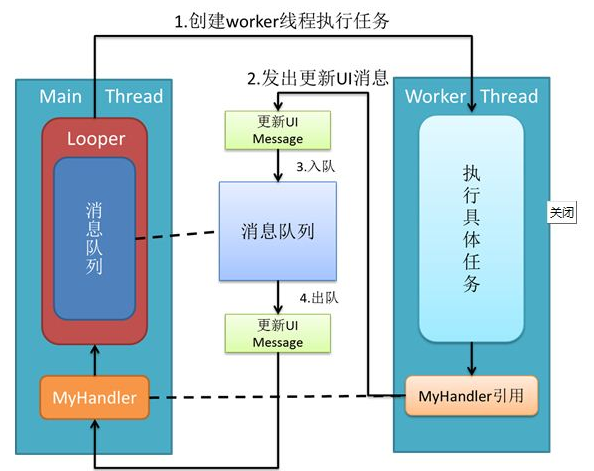 1.创建worker线程执行任务
2.发出更新UI消息
Main Thread
Looper
消息队列
MyHandler
更新UI
Message
3.入队
消息队列
4.出队
更新UI
Message
Worker Thread
执行具体任务
MyHandler引用
关闭